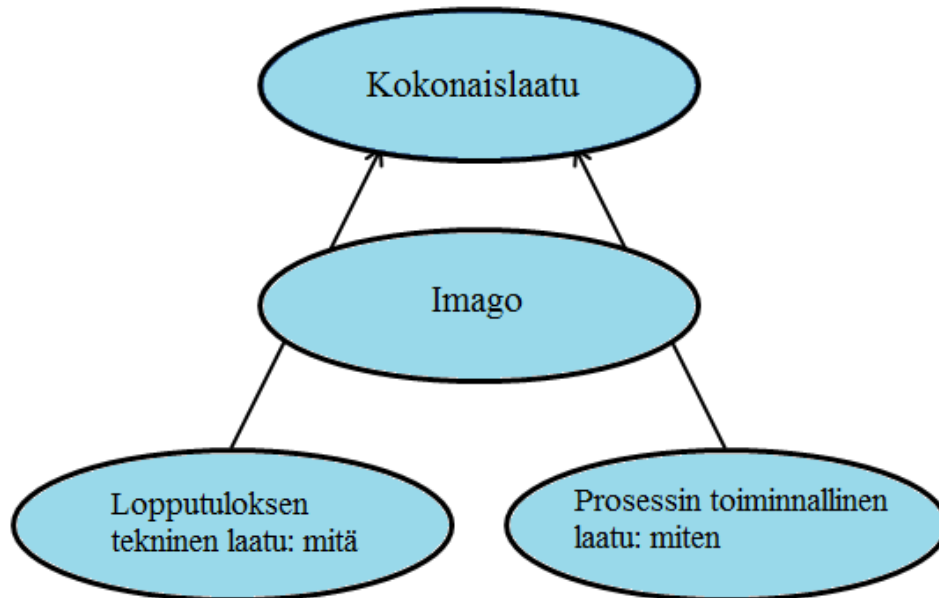 Kokonaislaatu
Imago
Lopputuloksen
tekninen laatu: mitä
Prosessin toiminnallinen
laatu: miten